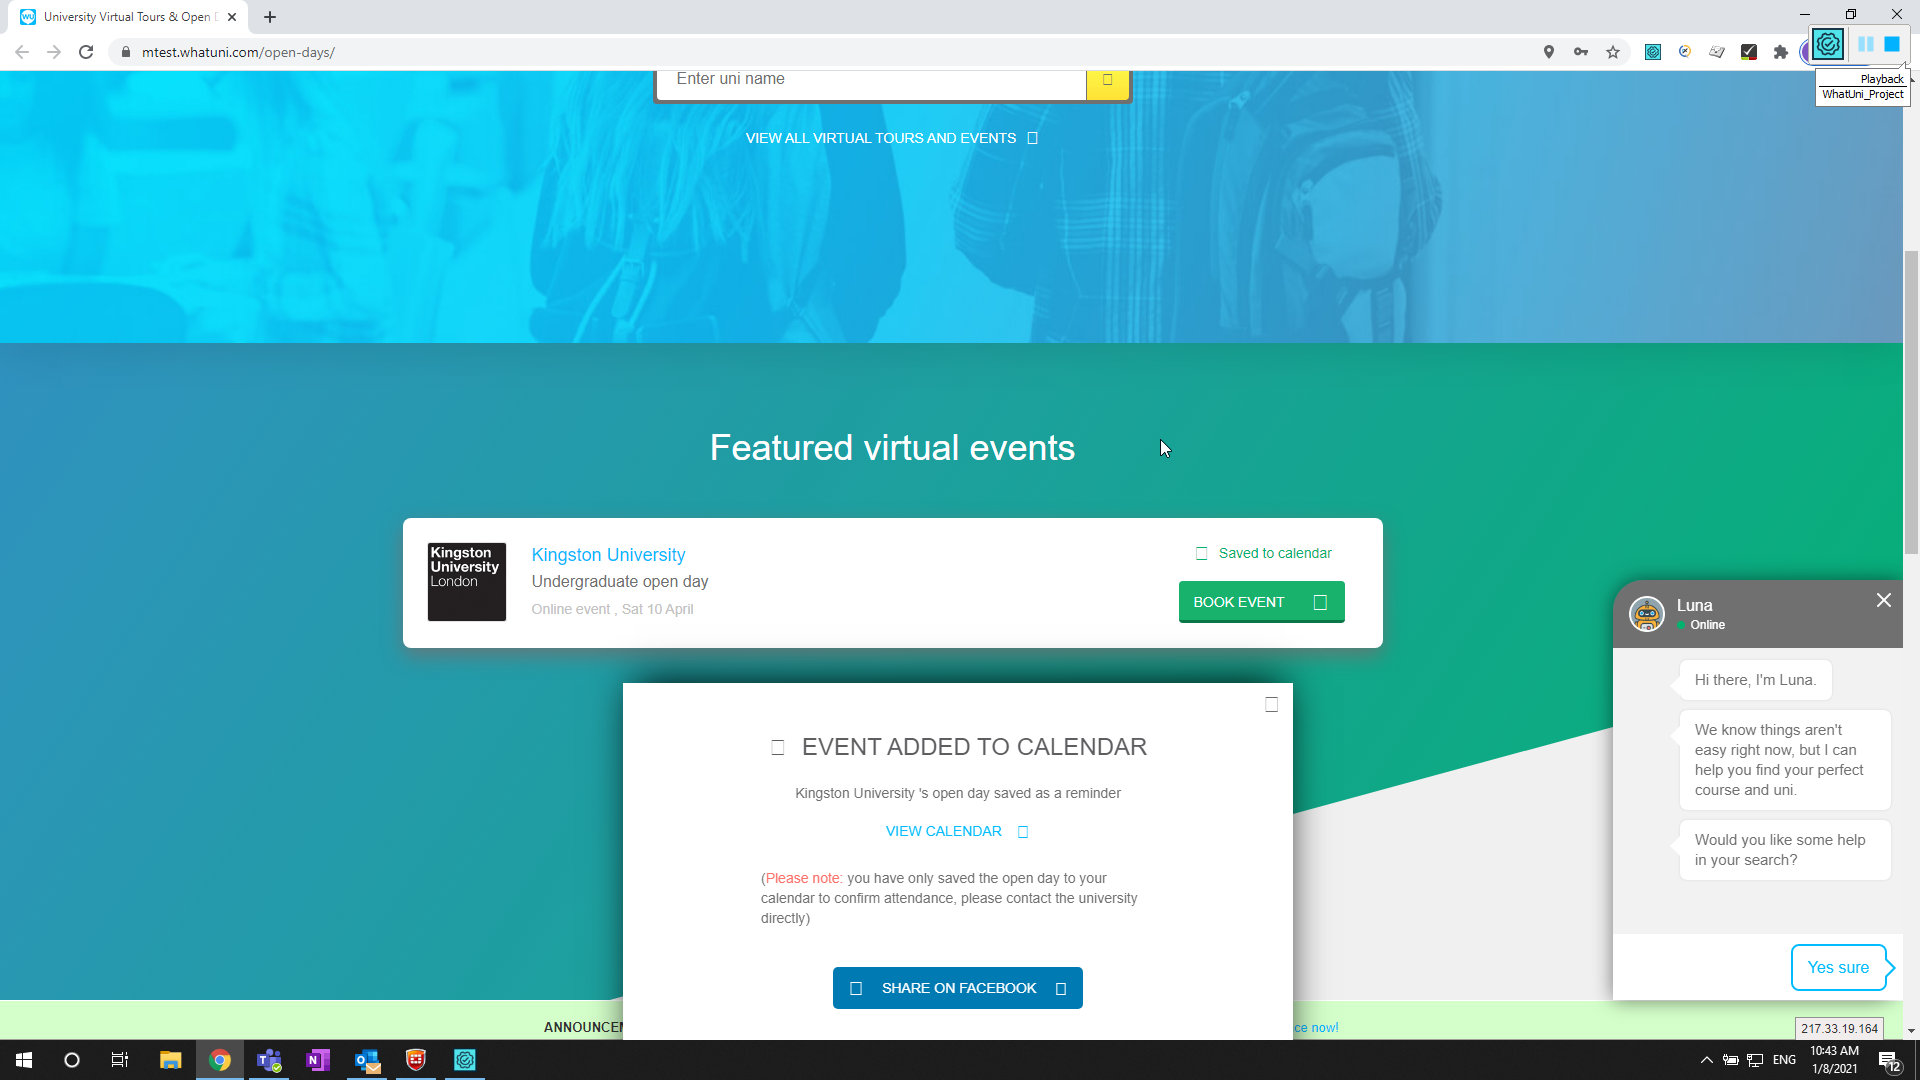 University Virtual Tours & Open D
mtest.whatuni.com/open-days/
Playback
WhatUni_Project
Enter uni name
VIEW ALL VIRTUAL TOURS AND EVENTS
Featured virtual events
Kingston
University
London
Kingston University
Undergraduate open day
Online event , Sat 10 April
Saved to calendar
BOOK EVENT
EVENT ADDED TO CALENDAR
Kingston University 's open day saved as a reminder
VIEW CALENDAR
(Please note: you have only saved the open day to your
calendar to confirm attendance, please contact the university
directly)
SHARE ON FACEBOOK
Luna
Online
Hi there, I'm Luna.
We know things aren't
easy right now, but I can
help you find your perfect
course and uni.
Would you like some help
in your search?
Yes sure
ANNOUNCEM
ce now!
217.33.19.164
ENG
10:43 AM
1/8/2021
12